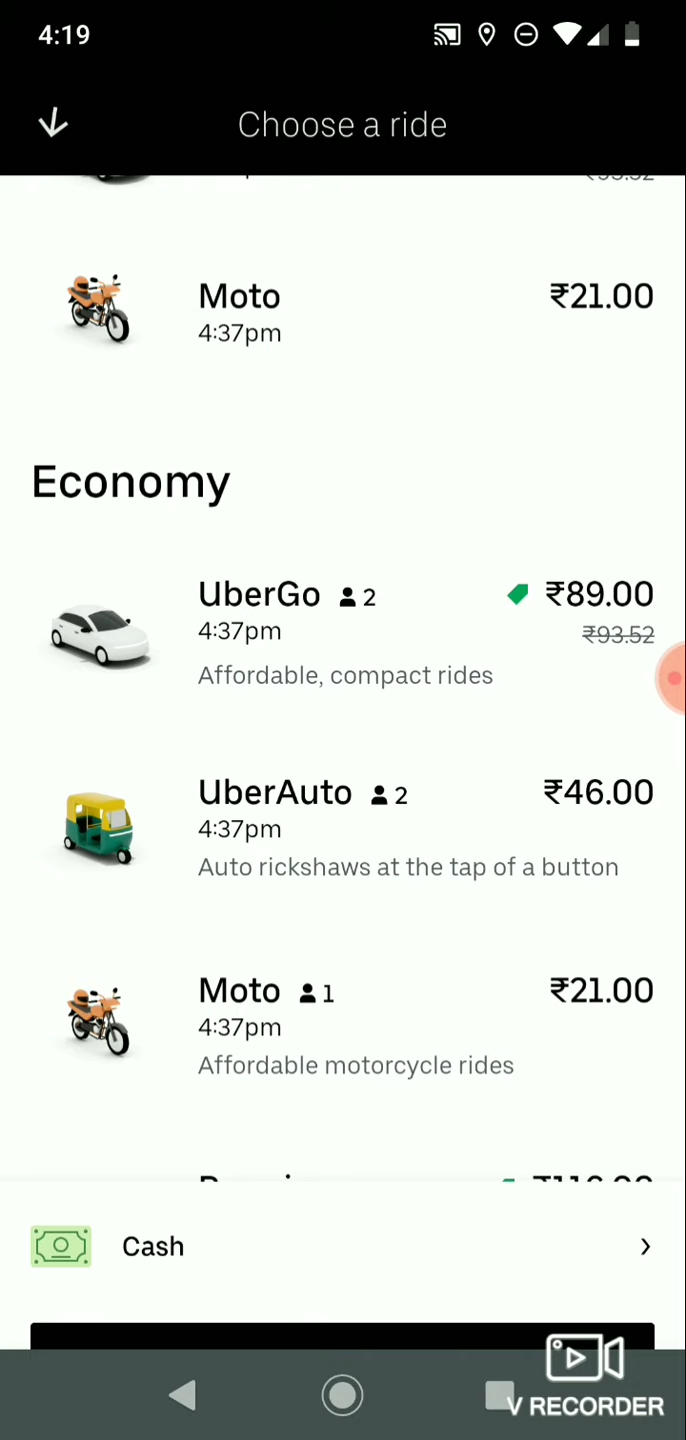 4:19
Choose a ride
Moto
₹21.00
4:37pm
Economy
UberGo 2
₹89.00
4:37pm
₹93.52
Affordable, compact rides
UberAuto 2
₹46.00
4:37pm
Auto rickshaws at the tap of a button
Moto 1
₹21.00
4:37pm
Affordable motorcycle rides
Cash
V RECORDER